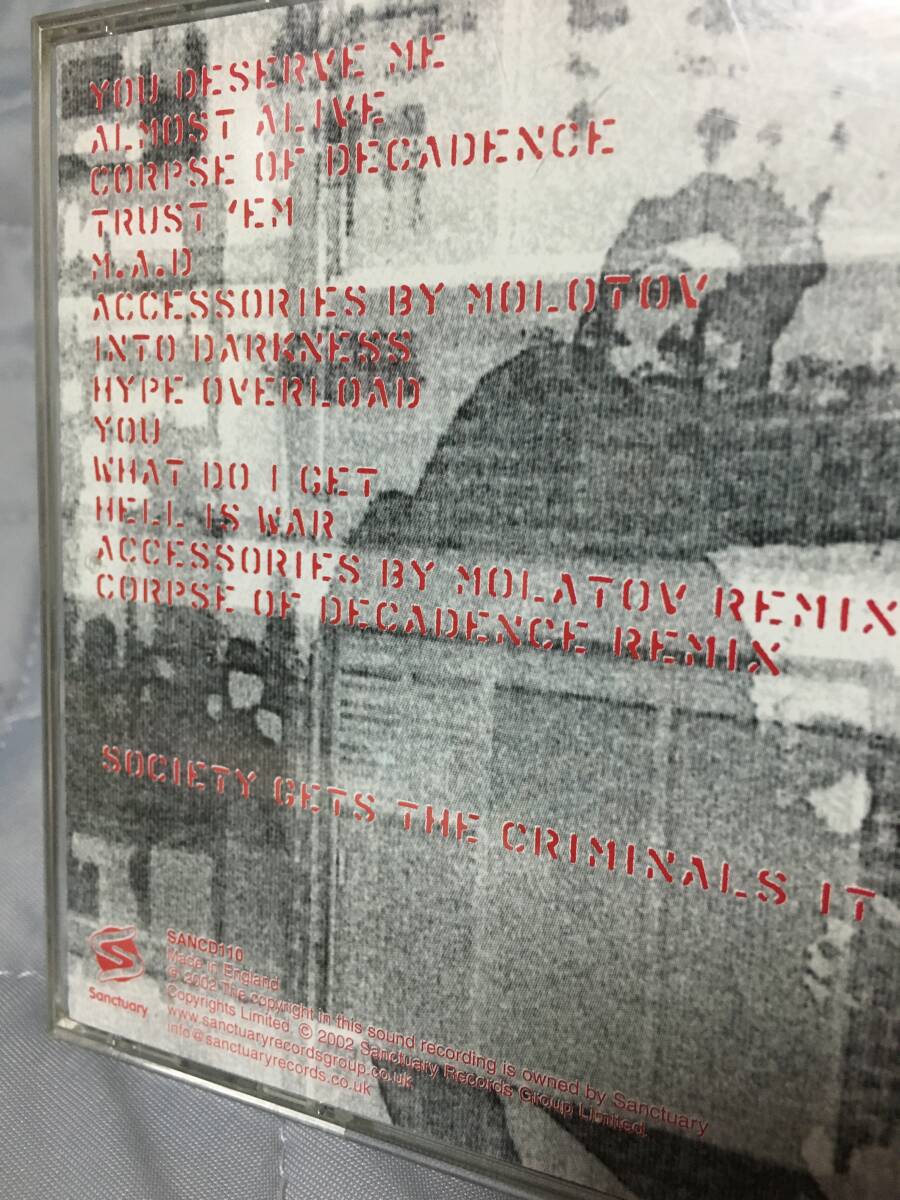 YOU DESERVE ME
ALMOST ALIVE
CORPSE OF DECADENCE
TRUST 'EM
M.A.D
ACCESSORIES BY MOLOTOV
INTO DARKNESS
HYPE OVERLOAD
YOU
WHAT DO I GET
HELL IS WAR
ACCESSORIES BY MOLATOV REMIX
CORPSE OF DECADENCE REMIX
SOCIETY GETS THE CRIMINALS IT
Sanctuary
SANCD110
Made in England
℗ 2002 The copyright in this sound recording is owned by Sanctuary
Copyrights Limited © 2002 Sanctuary Records Group Limited.
www.sanctuaryrecordsgroup.co.uk
info@sanctuaryrecords.co.uk